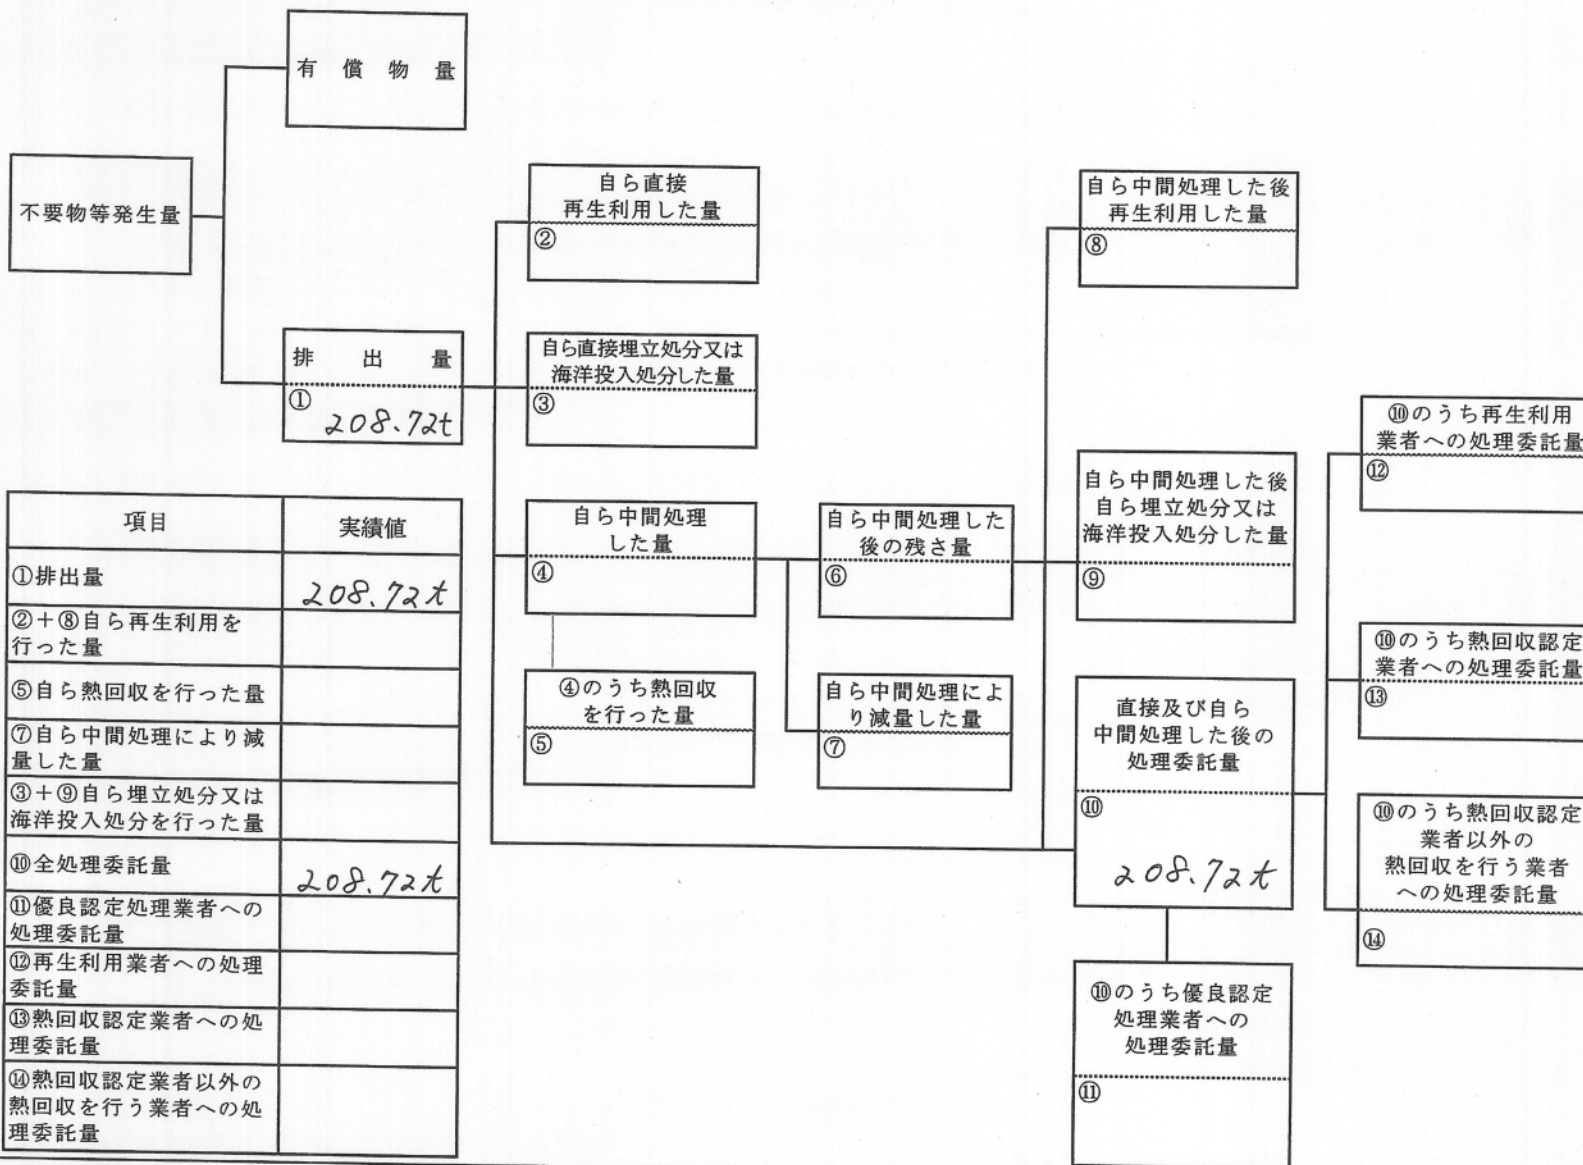 有償物量
不要物等発生量
排出量
①
208.72t
自ら直接
再生利用した量
②
自ら直接埋立処分又は
海洋投入処分した量
③
自ら中間処理
した量
④
④のうち熱回収
を行った量
⑤
自ら中間処理した
後の残さ量
⑥
自ら中間処理によ
り減量した量
⑦
自ら中間処理した後
再生利用した量
⑧
自ら中間処理した後
自ら埋立処分又は
海洋投入処分した量
⑨
直接及び自ら
中間処理した後の
処理委託量
⑩
208.72t
⑩のうち優良認定
処理業者への
処理委託量
⑪
⑩のうち再生利用
業者への処理委託量
⑫
⑩のうち熱回収認定
業者への処理委託量
⑬
⑩のうち熱回収認定
業者以外の
熱回収を行う業者
への処理委託量
⑭
項目 実績値
①排出量 208.72t
②+⑧自ら再生利用を
行った量
⑤自ら熱回収を行った量
⑦自ら中間処理により減
量した量
③+⑨自ら埋立処分又は
海洋投入処分を行った量
⑩全処理委託量 208.72t
⑪優良認定処理業者への
処理委託量
⑫再生利用業者への処理
委託量
⑬熱回収認定業者への処
理委託量
⑭熱回収認定業者以外の
熱回収を行う業者への処
理委託量